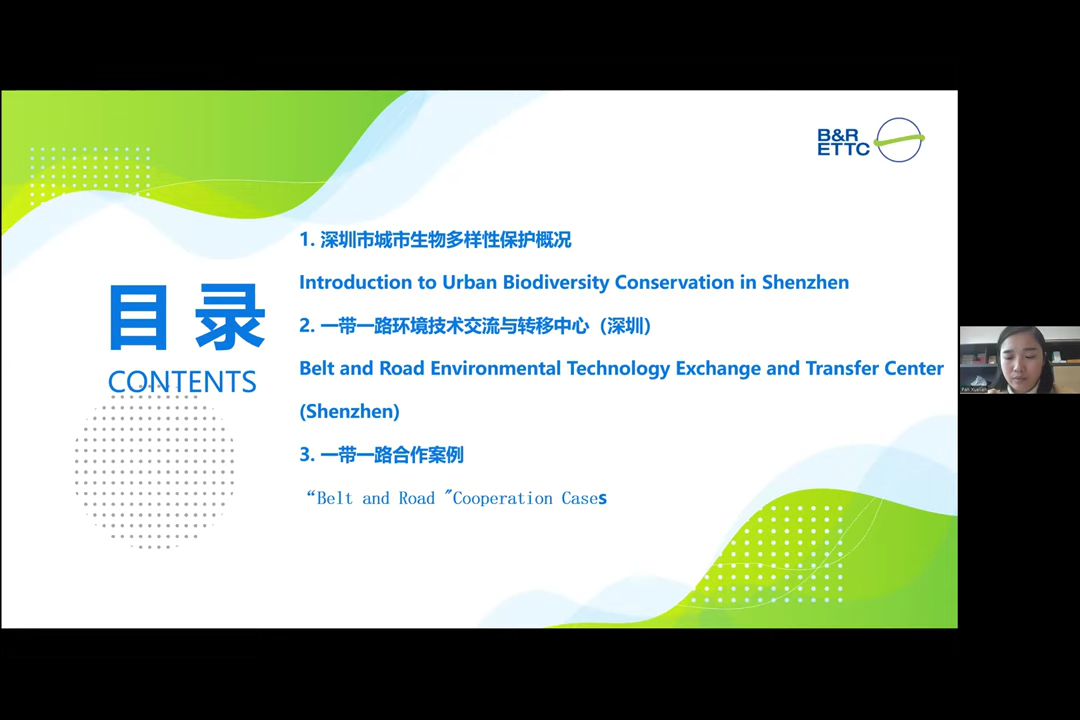 B&R
ETTC
目录
CONTENTS
1. 深圳市城市生物多样性保护概况
Introduction to Urban Biodiversity Conservation in Shenzhen
2. 一带一路环境技术交流与转移中心（深圳）
Belt and Road Environmental Technology Exchange and Transfer Center
(Shenzhen)
3. 一带一路合作案例
“Belt and Road ”Cooperation Cases